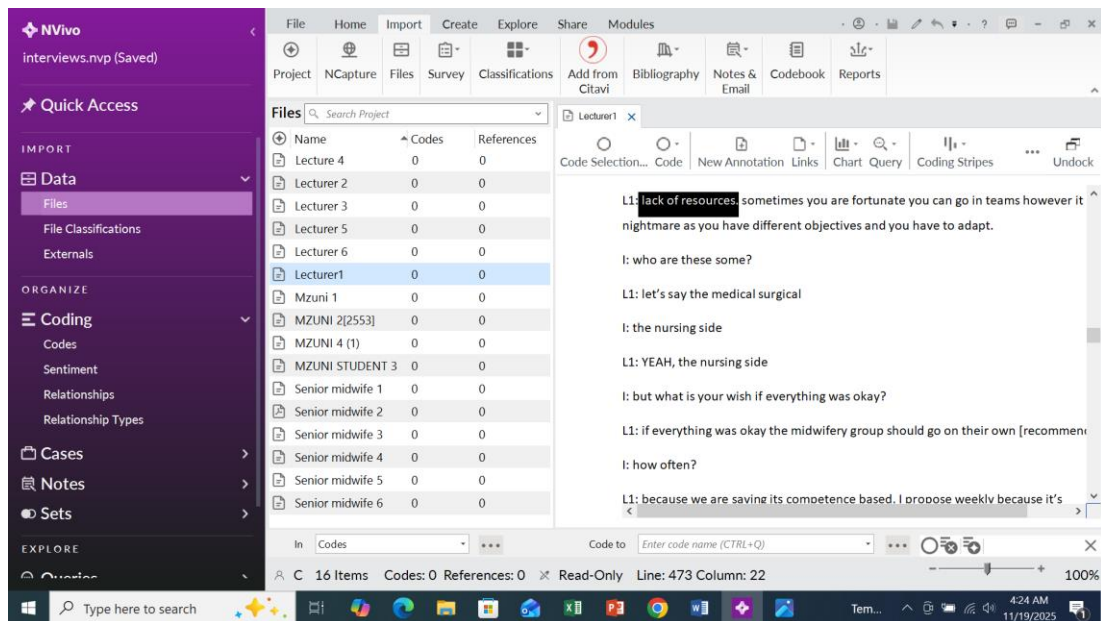 NVivo
interviews.nvp (Saved)
Quick Access
IMPORT
Data
Files
File Classifications
Externals
ORGANIZE
Coding
Codes
Sentiment
Relationships
Relationship Types
Cases
Notes
Sets
EXPLORE
Queries
File Home Import Create Explore Share Modules
Project NCapture Files Survey Classifications Add from Citavi Bibliography Notes & Email Codebook Reports
Files Search Project
Name Codes References
Lecture 4 0 0
Lecturer 2 0 0
Lecturer 3 0 0
Lecturer 5 0 0
Lecturer 6 0 0
Lecturer1 0 0
Mzuni 1 0 0
MZUNI 2[2553] 0 0
MZUNI 4 (1) 0 0
MZUNI STUDENT 3 0 0
Senior midwife 1 0 0
Senior midwife 2 0 0
Senior midwife 3 0 0
Senior midwife 4 0 0
Senior midwife 5 0 0
Senior midwife 6 0 0
Lecturer1
Code Selection... Code New Annotation Links Chart Query Coding Stripes ... Undock
L1: lack of resources. sometimes you are fortunate you can go in teams however it
nightmare as you have different objectives and you have to adapt.
I: who are these some?
L1: let's say the medical surgical
I: the nursing side
L1: YEAH, the nursing side
I: but what is your wish if everything was okay?
L1: if everything was okay the midwifery group should go on their own [recommen
I: how often?
L1: because we are saying its competence based. I propose weekly because it's
In Codes ... Code to Enter code name (CTRL+Q) ...
C 16 Items Codes: 0 References: 0 Read-Only Line: 473 Column: 22 100%
Type here to search Tem... 4:24 AM
11/19/2025